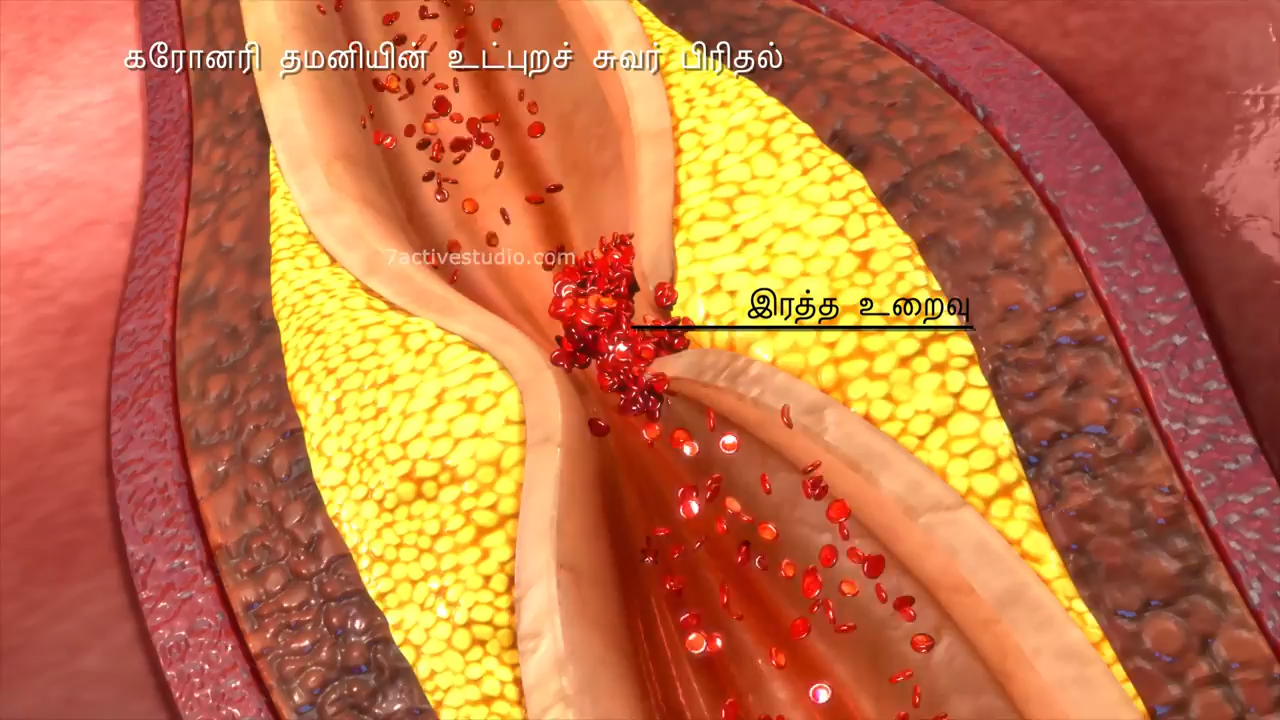 கரோனரி தமனியின் உட்புறச் சுவர் பிரிதல்
7activestudio.com
இரத்த உறைவு